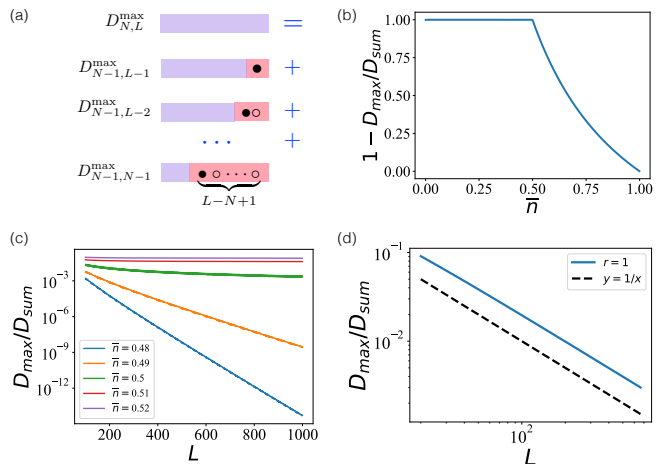 (a)
D^max_{N,L} =
D^max_{N−1,L−1} +
D^max_{N−1,L−2} +
... +
D^max_{N−1,N−1}
L−N+1
(b)
1 − D_max/D_sum
1.00
0.75
0.50
0.25
0.00
0.00 0.25 0.50 0.75 1.00
n̅
(c)
D_max/D_sum
10^−3
10^−6
10^−9
10^−12
n̅ = 0.48
n̅ = 0.49
n̅ = 0.5
n̅ = 0.51
n̅ = 0.52
200 400 600 800 1000
L
(d)
D_max/D_sum
10^−1
10^−2
r = 1
y = 1/x
10^2
L